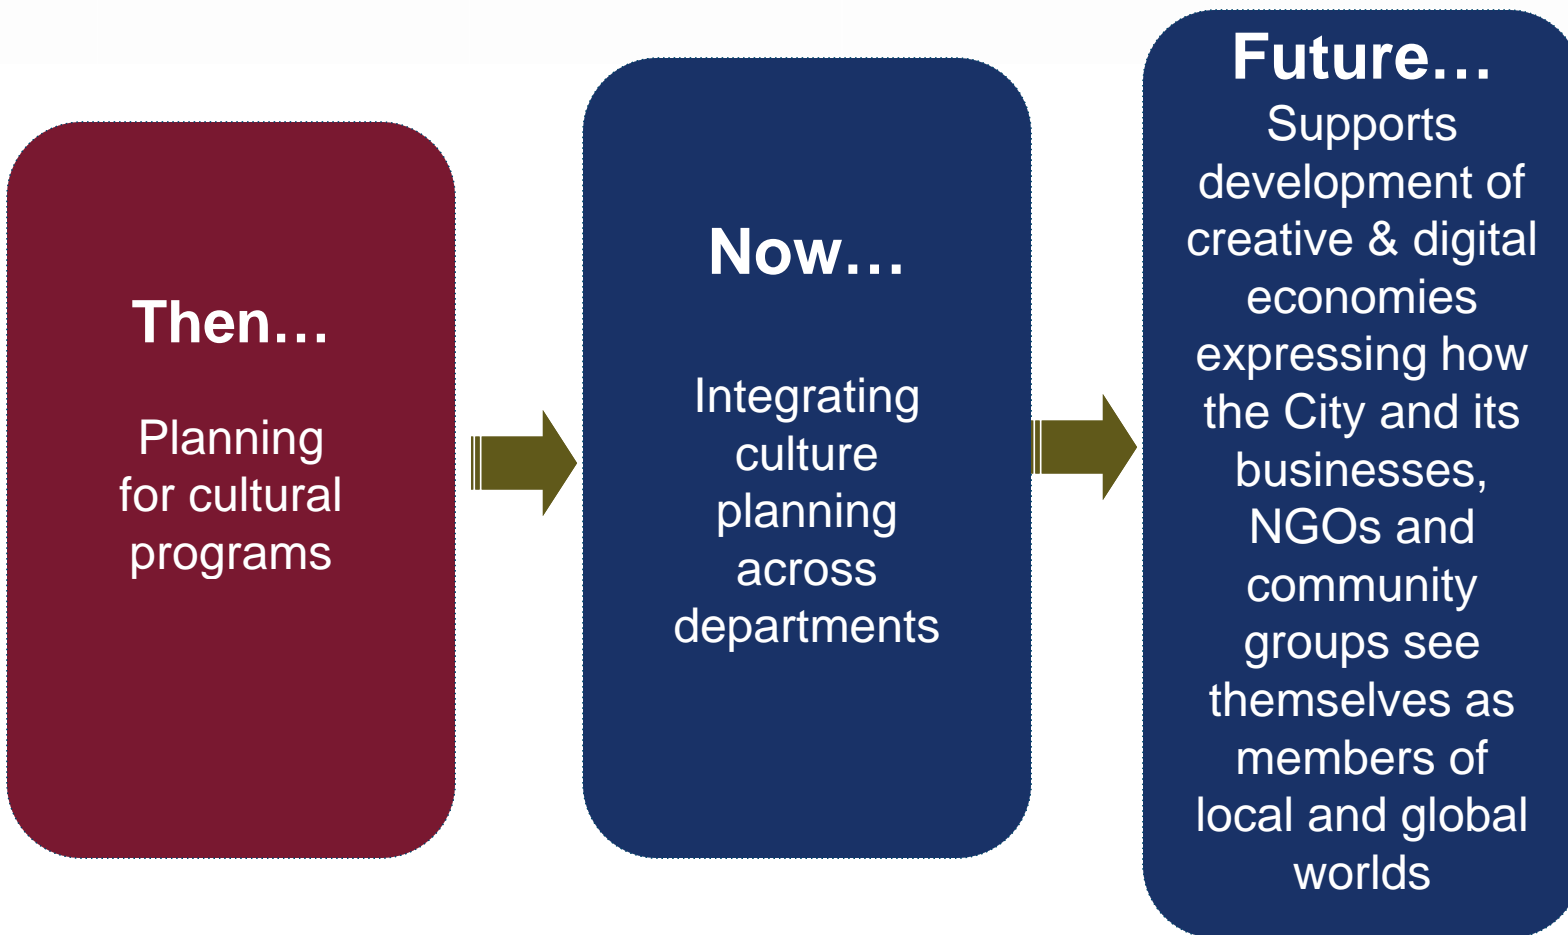 Then…
Planning
for cultural
programs
Now…
Integrating
culture
planning
across
departments
Future…
Supports
development of
creative & digital
economies
expressing how
the City and its
businesses,
NGOs and
community
groups see
themselves as
members of
local and global
worlds